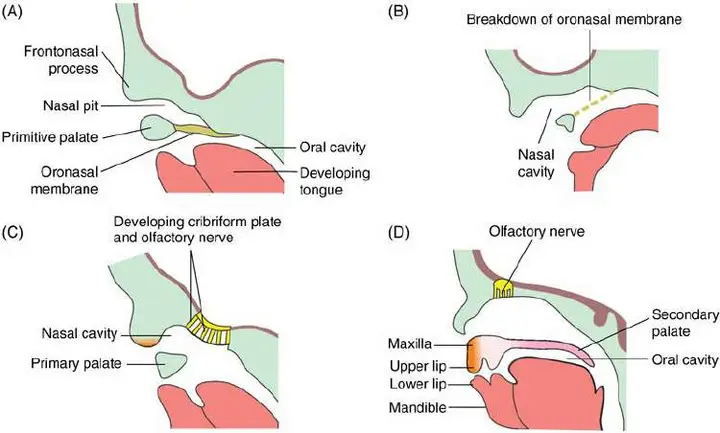 (A)
Frontonasal
process
Nasal pit
Primitive palate
Oronasal
membrane
Oral cavity
Developing
tongue
(B)
Breakdown of oronasal membrane
Nasal
cavity
(C)
Developing cribriform plate
and olfactory nerve
Nasal cavity
Primary palate
(D)
Olfactory nerve
Maxilla
Upper lip
Lower lip
Mandible
Secondary
palate
Oral cavity